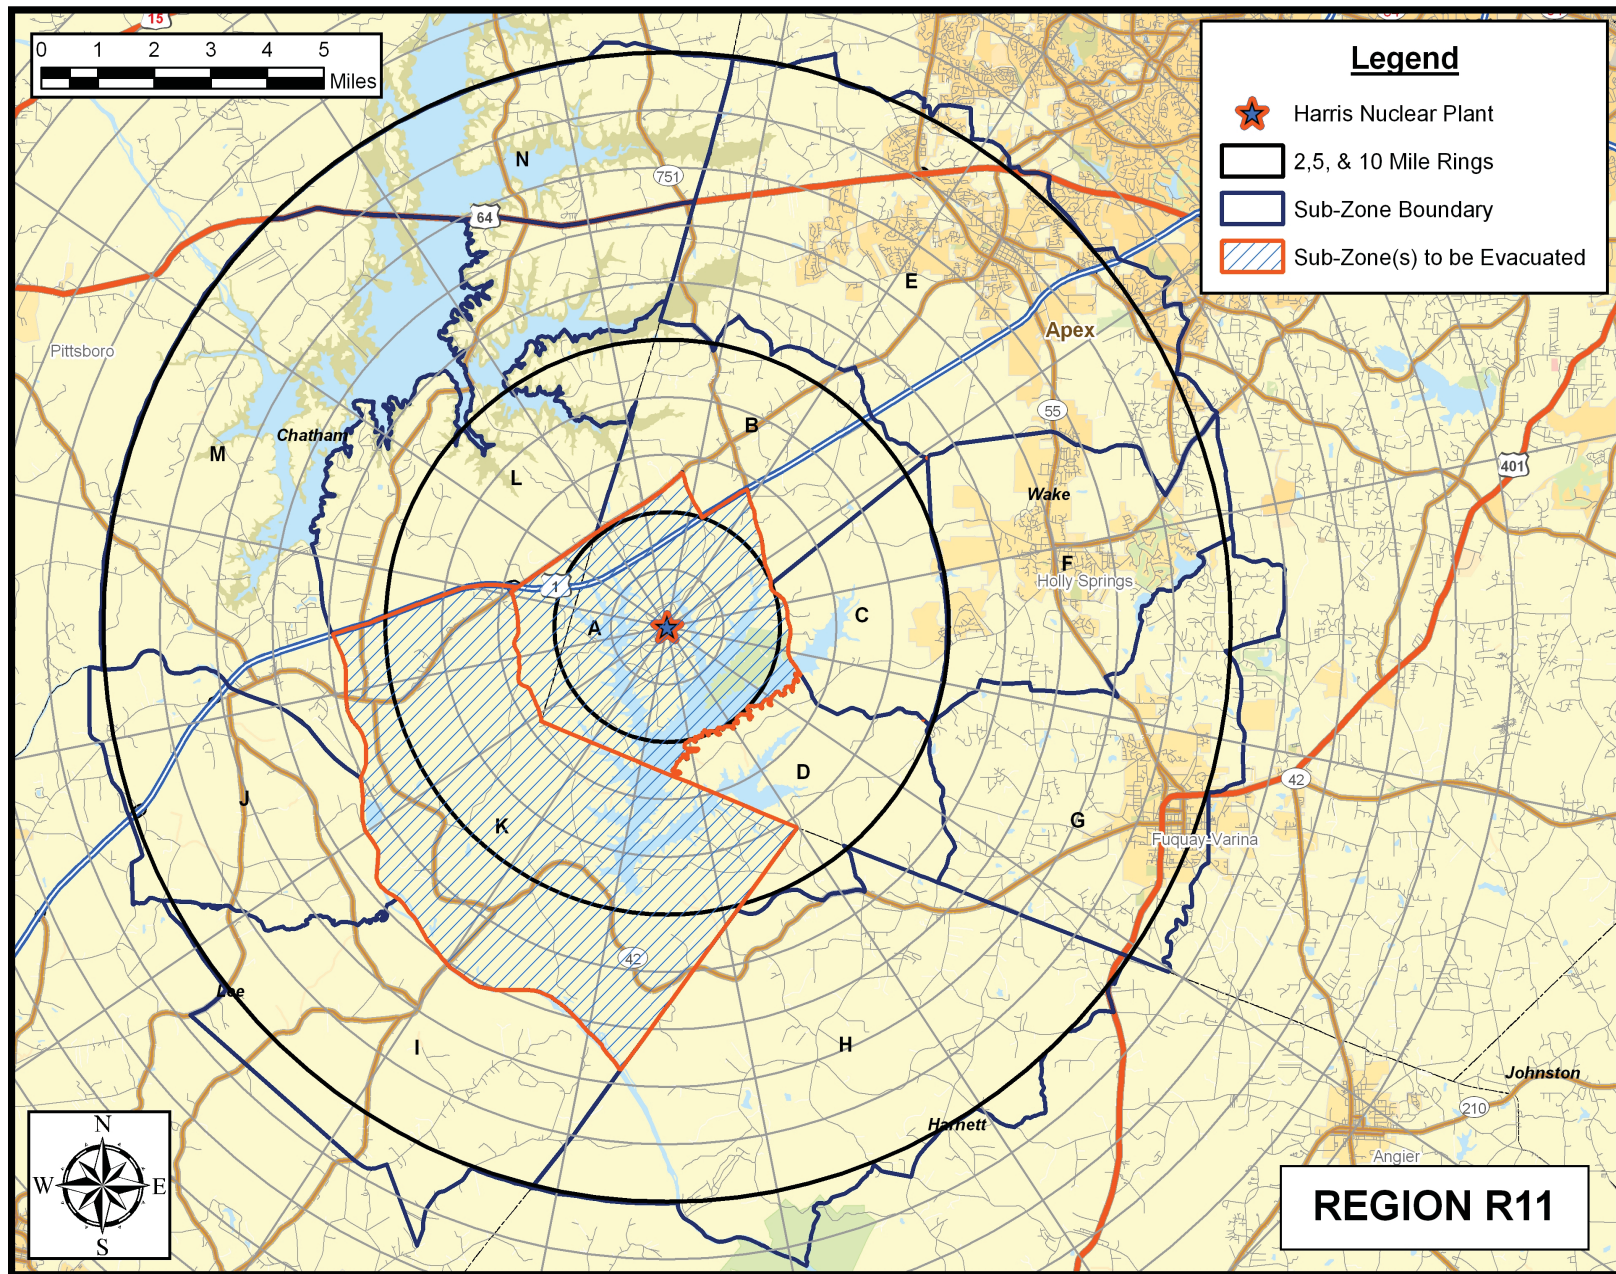 15
0 1 2 3 4 5
Miles
Legend
Harris Nuclear Plant
2,5, & 10 Mile Rings
Sub-Zone Boundary
Sub-Zone(s) to be Evacuated
N
751
64
E
Apex
Pittsboro
55
B
Chatham
M
L
401
Wake
F
Holly Springs
1
A
C
D
J
K
G
42
Fuquay-Varina
42
Lee
I
H
Johnston
210
Harnett
Angier
N
W E
S
REGION R11